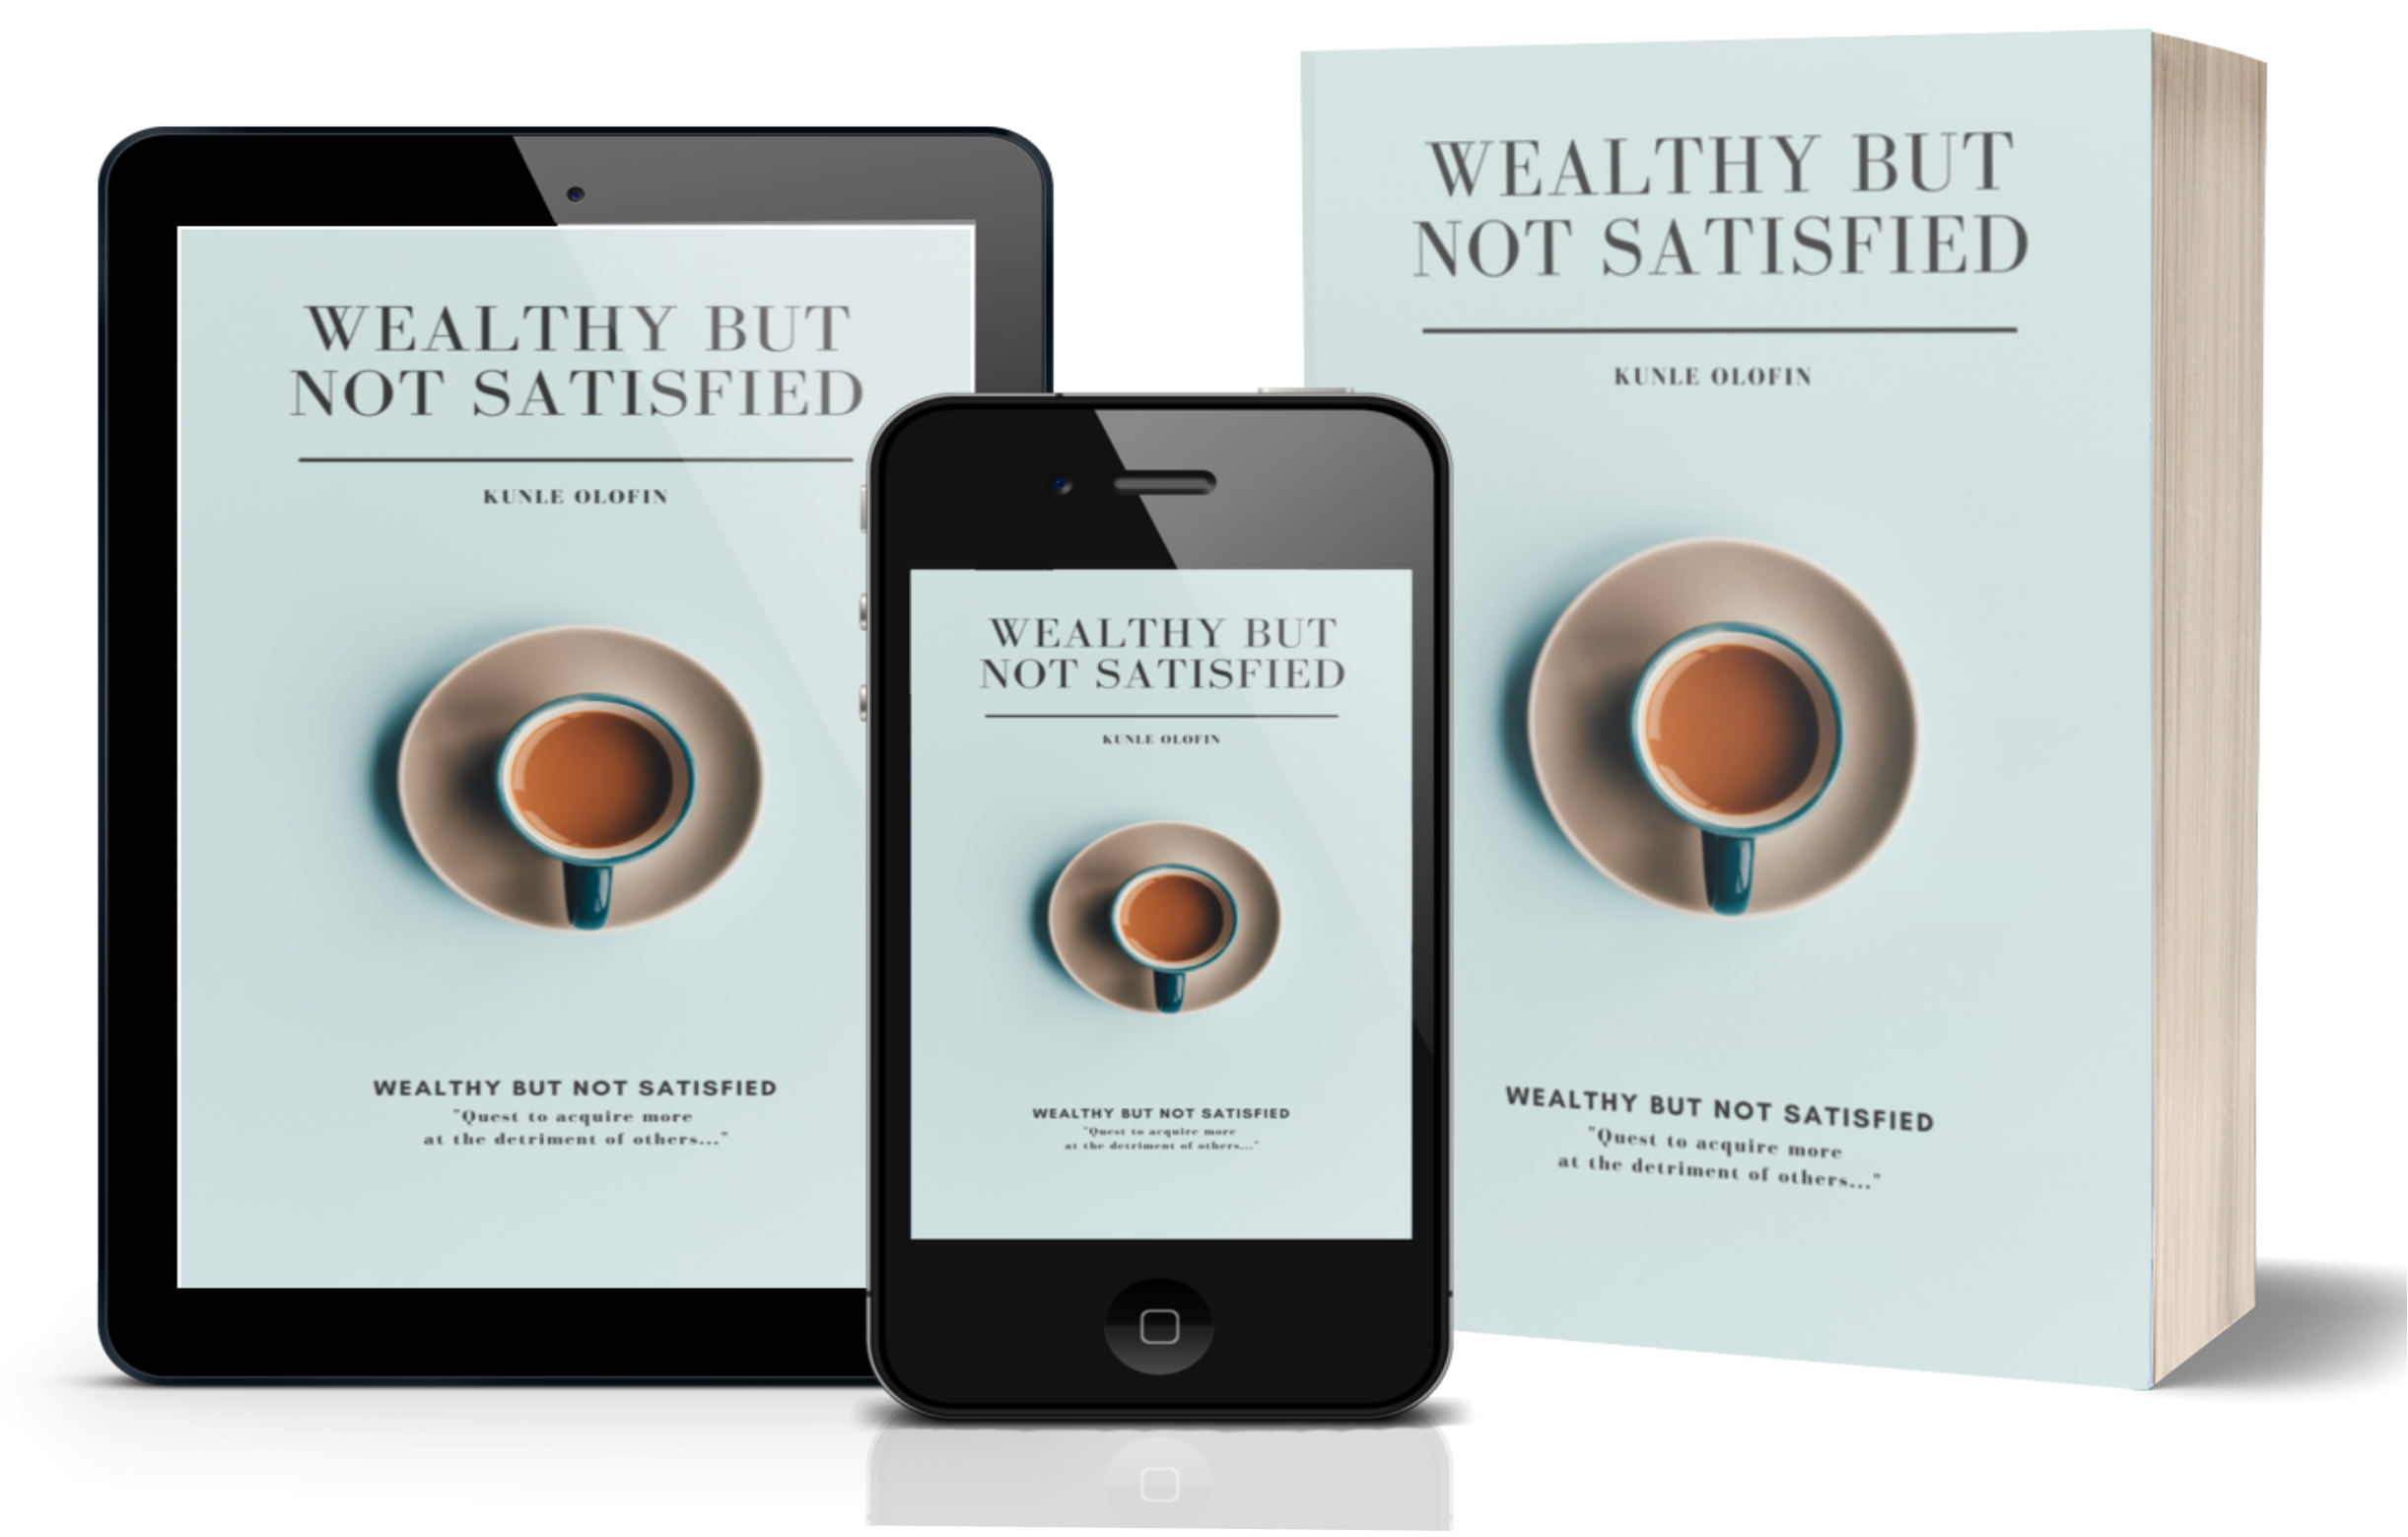 WEALTHY BUT
NOT SATISFIED
KUNLE OLOFIN
WEALTHY BUT NOT SATISFIED
"Quest to acquire more
at the detriment of others..."
WEALTHY BUT
NOT SATISFIED
KUNLE OLOFIN
WEALTHY BUT NOT SATISFIED
"Quest to acquire more
at the detriment of others..."
WEALTHY BUT
NOT SATISFIED
KUNLE OLOFIN
WEALTHY BUT NOT SATISFIED
"Quest to acquire more
at the detriment of others..."